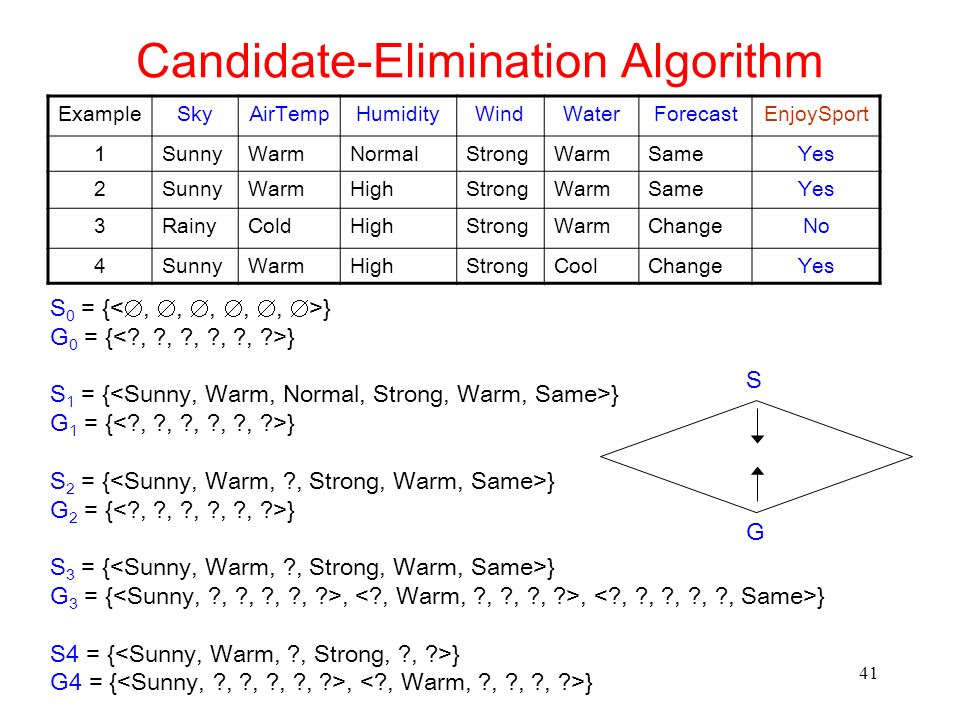 Candidate-Elimination Algorithm
Example Sky AirTemp Humidity Wind Water Forecast EnjoySport
1 Sunny Warm Normal Strong Warm Same Yes
2 Sunny Warm High Strong Warm Same Yes
3 Rainy Cold High Strong Warm Change No
4 Sunny Warm High Strong Cool Change Yes
S₀ = {<∅, ∅, ∅, ∅, ∅, ∅>}
G₀ = {<?, ?, ?, ?, ?, ?>}
S₁ = {<Sunny, Warm, Normal, Strong, Warm, Same>}
G₁ = {<?, ?, ?, ?, ?, ?>}
S₂ = {<Sunny, Warm, ?, Strong, Warm, Same>}
G₂ = {<?, ?, ?, ?, ?, ?>}
S₃ = {<Sunny, Warm, ?, Strong, Warm, Same>}
G₃ = {<Sunny, ?, ?, ?, ?, ?>, <?, Warm, ?, ?, ?, ?>, <?, ?, ?, ?, ?, Same>}
S4 = {<Sunny, Warm, ?, Strong, ?, ?>}
G4 = {<Sunny, ?, ?, ?, ?, ?>, <?, Warm, ?, ?, ?, ?>}
S
G
41